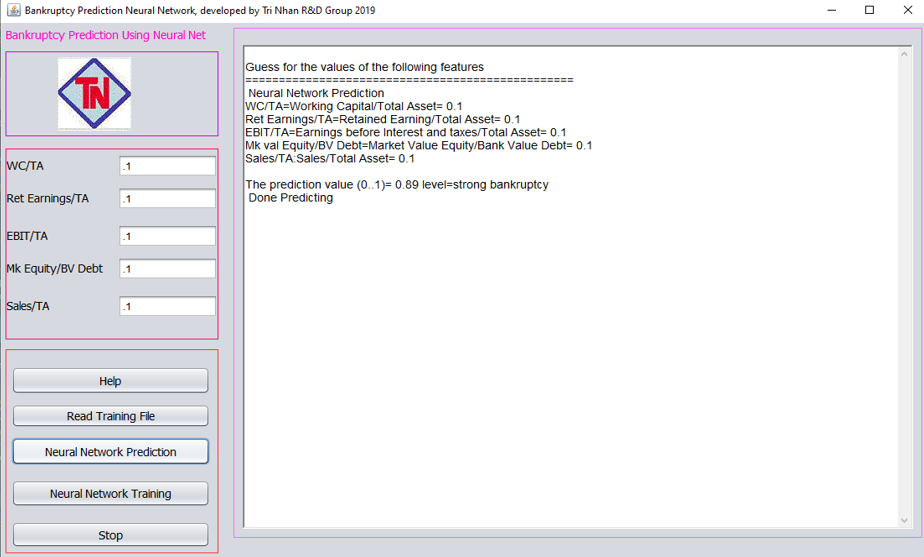 Bankruptcy Prediction Neural Network, developed by Tri Nhan R&D Group 2019
Bankruptcy Prediction Using Neural Net
TN
WC/TA .1
Ret Earnings/TA .1
EBIT/TA .1
Mk Equity/BV Debt .1
Sales/TA .1
Help
Read Training File
Neural Network Prediction
Neural Network Training
Stop
Guess for the values of the following features
=================================================
Neural Network Prediction
WC/TA=Working Capital/Total Asset= 0.1
Ret Earnings/TA=Retained Earning/Total Asset= 0.1
EBIT/TA=Earnings before Interest and taxes/Total Asset= 0.1
Mk val Equity/BV Debt=Market Value Equity/Bank Value Debt= 0.1
Sales/TA:Sales/Total Asset= 0.1
The prediction value (0..1)= 0.89 level=strong bankruptcy
Done Predicting